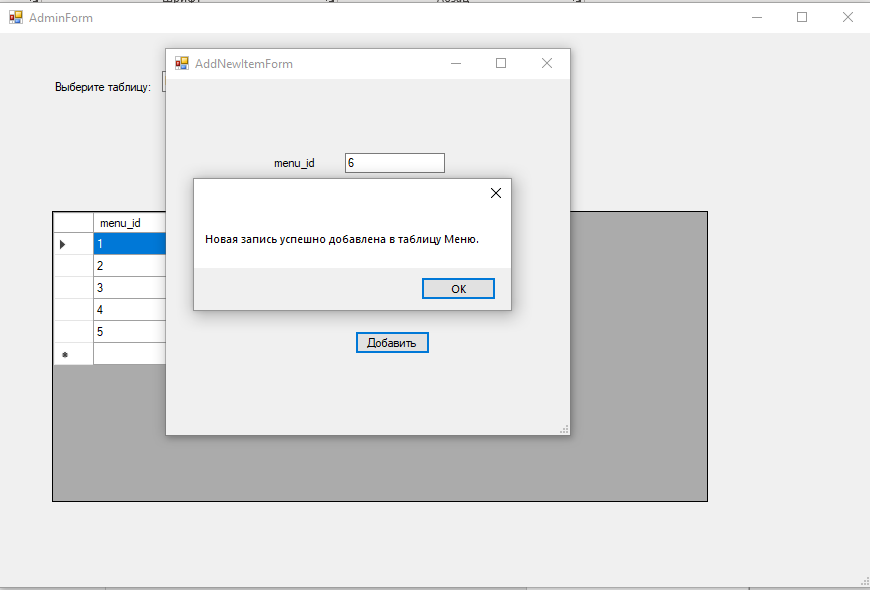 AdminForm
AddNewItemForm
Выберите таблицу:
menu_id 6
Новая запись успешно добавлена в таблицу Меню.
OK
Добавить
menu_id
1
2
3
4
5